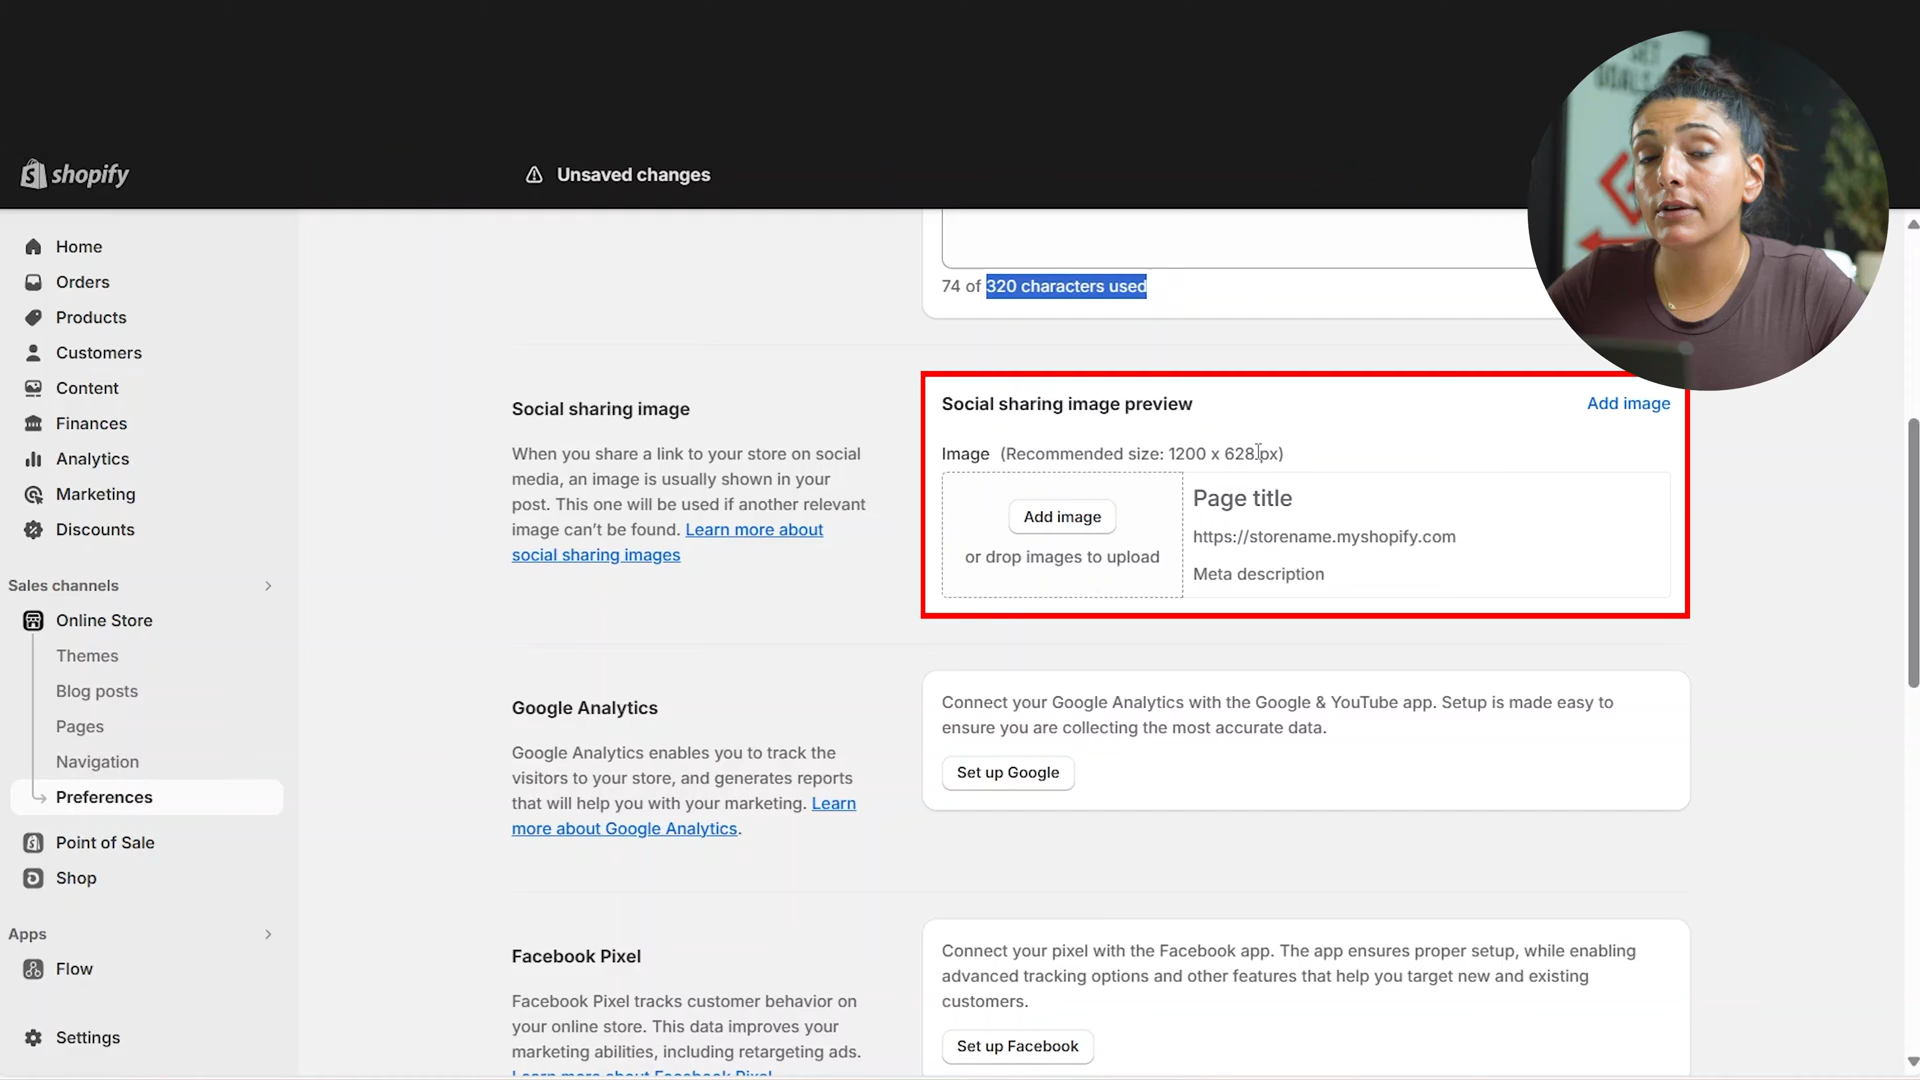 GET
shopify
Unsaved changes
Home
Orders
Products
Customers
Content
Finances
Analytics
Marketing
Discounts
Sales channels
Online Store
Themes
Blog posts
Pages
Navigation
Preferences
Point of Sale
Shop
Apps
Flow
Settings
74 of 320 characters used
Social sharing image
When you share a link to your store on social
media, an image is usually shown in your
post. This one will be used if another relevant
image can’t be found. Learn more about
social sharing images
Social sharing image preview
Add image
Image (Recommended size: 1200 x 628 px)
Add image
or drop images to upload
Page title
https://storename.myshopify.com
Meta description
Google Analytics
Google Analytics enables you to track the
visitors to your store, and generates reports
that will help you with your marketing. Learn
more about Google Analytics.
Connect your Google Analytics with the Google & YouTube app. Setup is made easy to
ensure you are collecting the most accurate data.
Set up Google
Facebook Pixel
Facebook Pixel tracks customer behavior on
your online store. This data improves your
marketing abilities, including retargeting ads.
Learn more about Facebook Pixel
Connect your pixel with the Facebook app. The app ensures proper setup, while enabling
advanced tracking options and other features that help you target new and existing
customers.
Set up Facebook